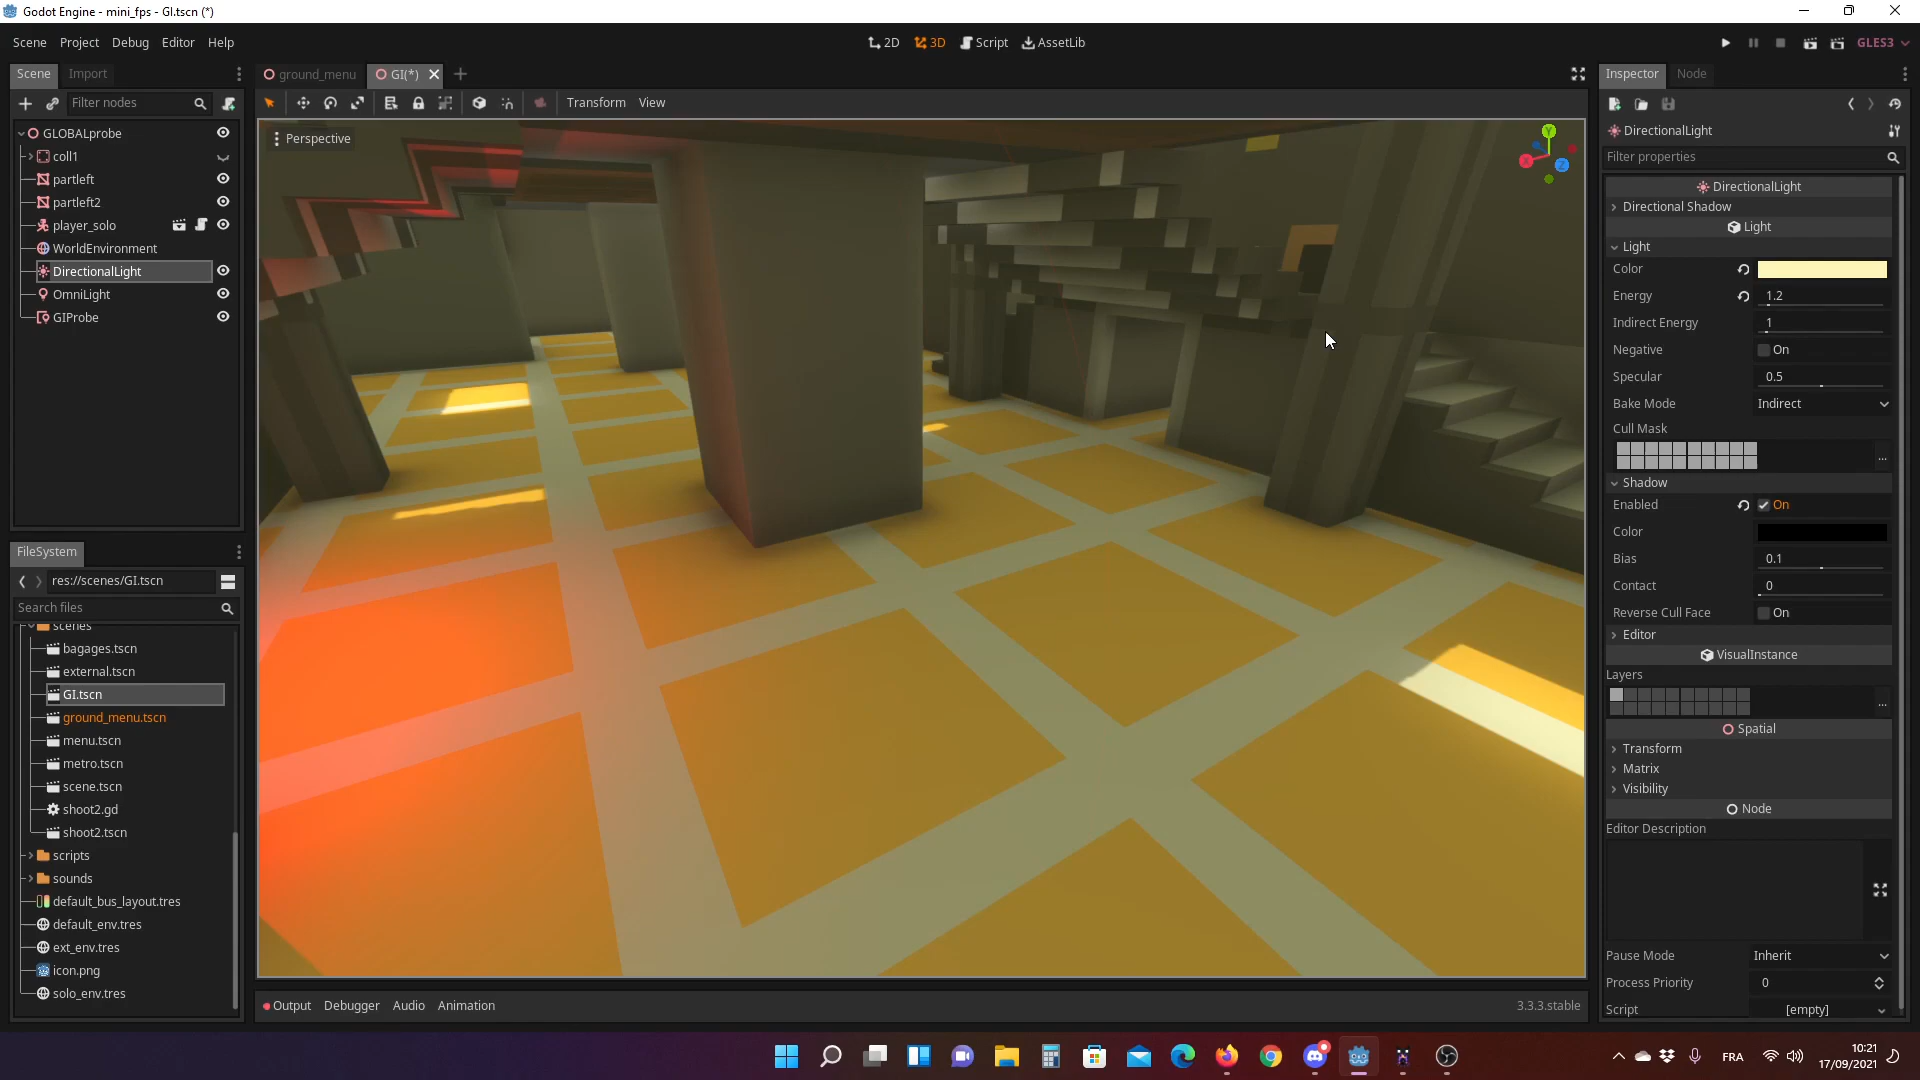 Godot Engine - mini_fps - GI.tscn (*)
Scene Project Debug Editor Help
2D 3D Script AssetLib
GLES3
Scene Import
ground_menu GI(*)
Inspector Node
Filter nodes
Transform View
GLOBALprobe
coll1
partleft
partleft2
player_solo
WorldEnvironment
DirectionalLight
OmniLight
GIProbe
FileSystem
res://scenes/GI.tscn
Search files
scenes
bagages.tscn
external.tscn
GI.tscn
ground_menu.tscn
menu.tscn
metro.tscn
scene.tscn
shoot2.gd
shoot2.tscn
scripts
sounds
default_bus_layout.tres
default_env.tres
ext_env.tres
icon.png
solo_env.tres
Perspective
Y
X
Z
Output Debugger Audio Animation
3.3.3.stable
DirectionalLight
Filter properties
DirectionalLight
Directional Shadow
Light
Light
Color
Energy 1.2
Indirect Energy 1
Negative On
Specular 0.5
Bake Mode Indirect
Cull Mask
...
Shadow
Enabled On
Color
Bias 0.1
Contact 0
Reverse Cull Face On
Editor
VisualInstance
Layers
...
Spatial
Transform
Matrix
Visibility
Node
Editor Description
Pause Mode Inherit
Process Priority 0
Script [empty]
FRA
10:21
17/09/2021